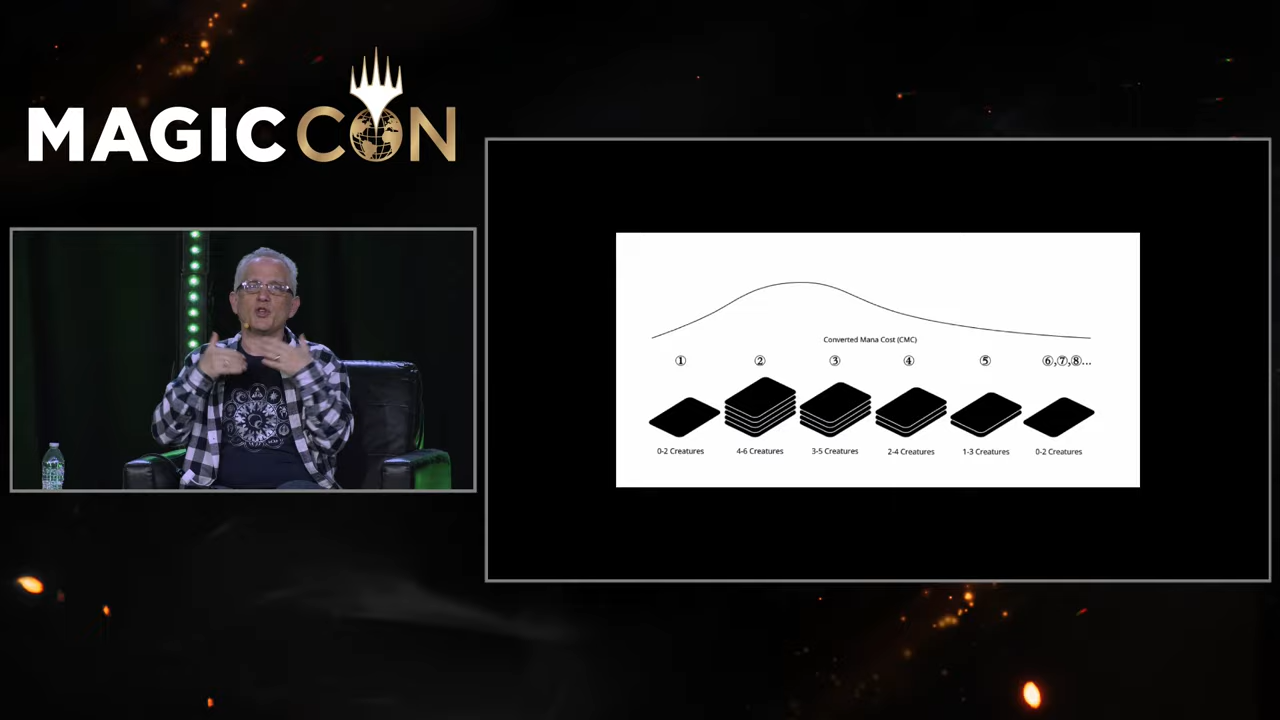 MAGICCON
Converted Mana Cost (CMC)
① ② ③ ④ ⑤ ⑥,⑦,⑧...
0-2 Creatures 4-6 Creatures 3-5 Creatures 2-4 Creatures 1-3 Creatures 0-2 Creatures